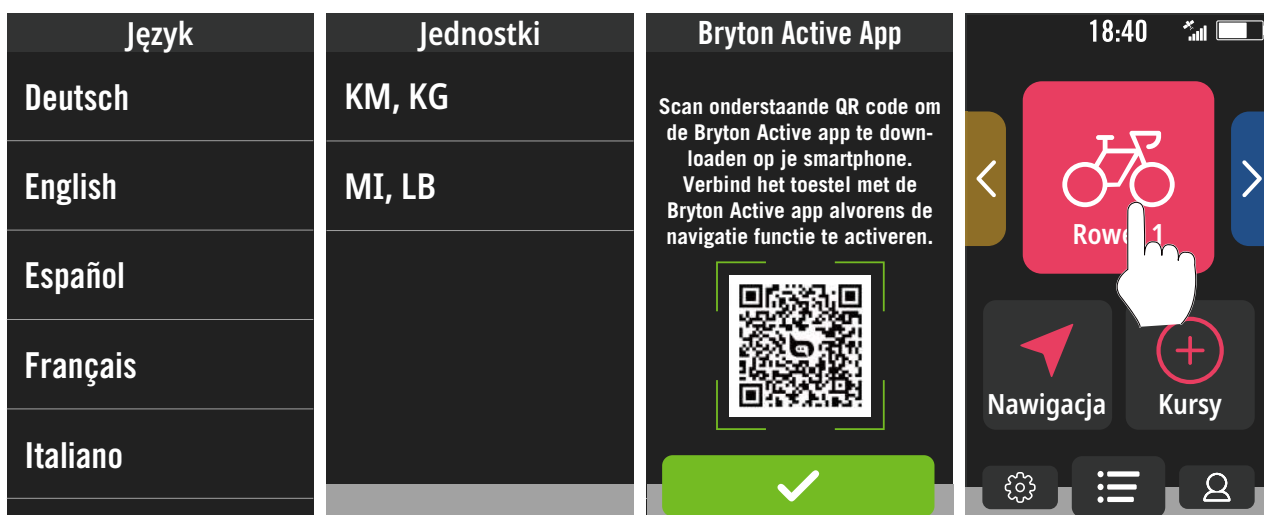 Język
Deutsch
English
Español
Français
Italiano
Jednostki
KM, KG
MI, LB
Bryton Active App
Scan onderstaande QR code om
de Bryton Active app te down-
loaden op je smartphone.
Verbind het toestel met de
Bryton Active app alvorens de
navigatie functie te activeren.
18:40
1
Nawigacja
Kursy